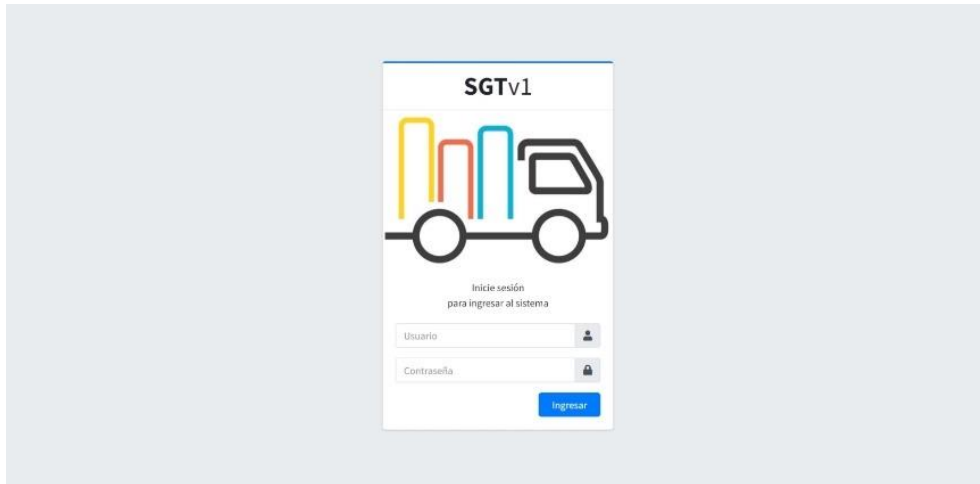 SGTv1
Inicie sesión
para ingresar al sistema
Usuario
Contraseña
Ingresar